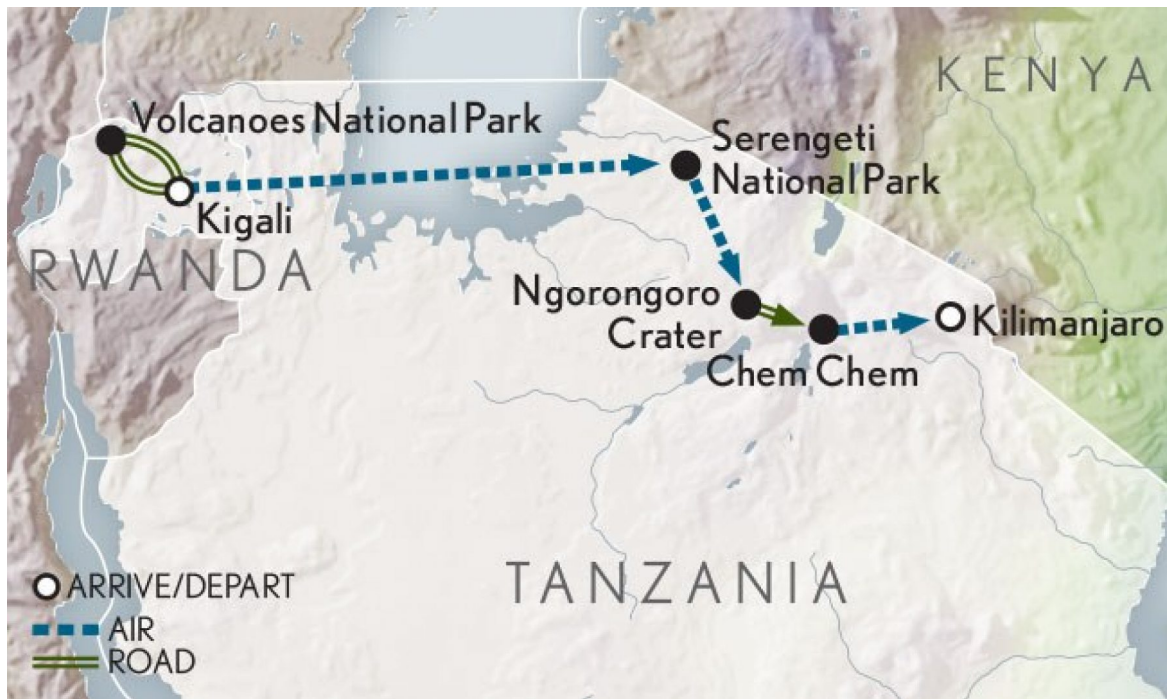 KENYA
Volcanoes National Park
Serengeti
National Park
Kigali
RWANDA
Ngorongoro
Crater
Kilimanjaro
Chem Chem
TANZANIA
ARRIVE/DEPART
AIR
ROAD